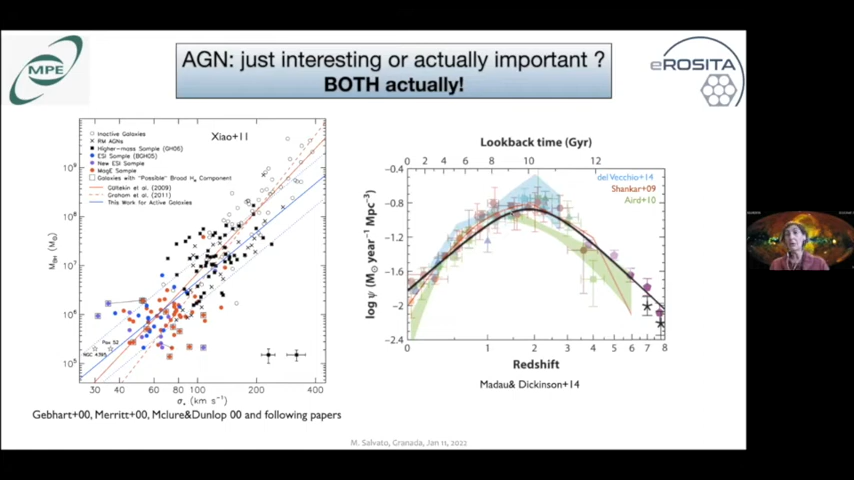 MPE
AGN: just interesting or actually important ?
BOTH actually!
eROSITA
Xiao+11
Inactive Galaxies
RM AGNs
Higher-mass Sample (GH06)
ESI Sample (BGH05)
New ESI Sample
MagE Sample
Galaxies with "Possible" Broad Hα Component
Gültekin et al. (2009)
Graham et al. (2011)
This Work for Active Galaxies
10⁹
10⁸
10⁷
10⁶
10⁵
M_BH (M_⊙)
Pox 52
NGC 4395
30 40 60 80 100 200 400
σ* (km s⁻¹)
Gebhart+00, Merritt+00, Mclure&Dunlop 00 and following papers
Lookback time (Gyr)
0 2 4 6 8 10 12
del Vecchio+14
Shankar+09
Aird+10
-0.4
-0.8
-1.2
-1.6
-2
-2.4
log ψ (M_⊙ year⁻¹ Mpc⁻³)
0 1 2 3 4 5 6 7 8
Redshift
Madau& Dickinson+14
M. Salvato, Granada, Jan 11, 2022